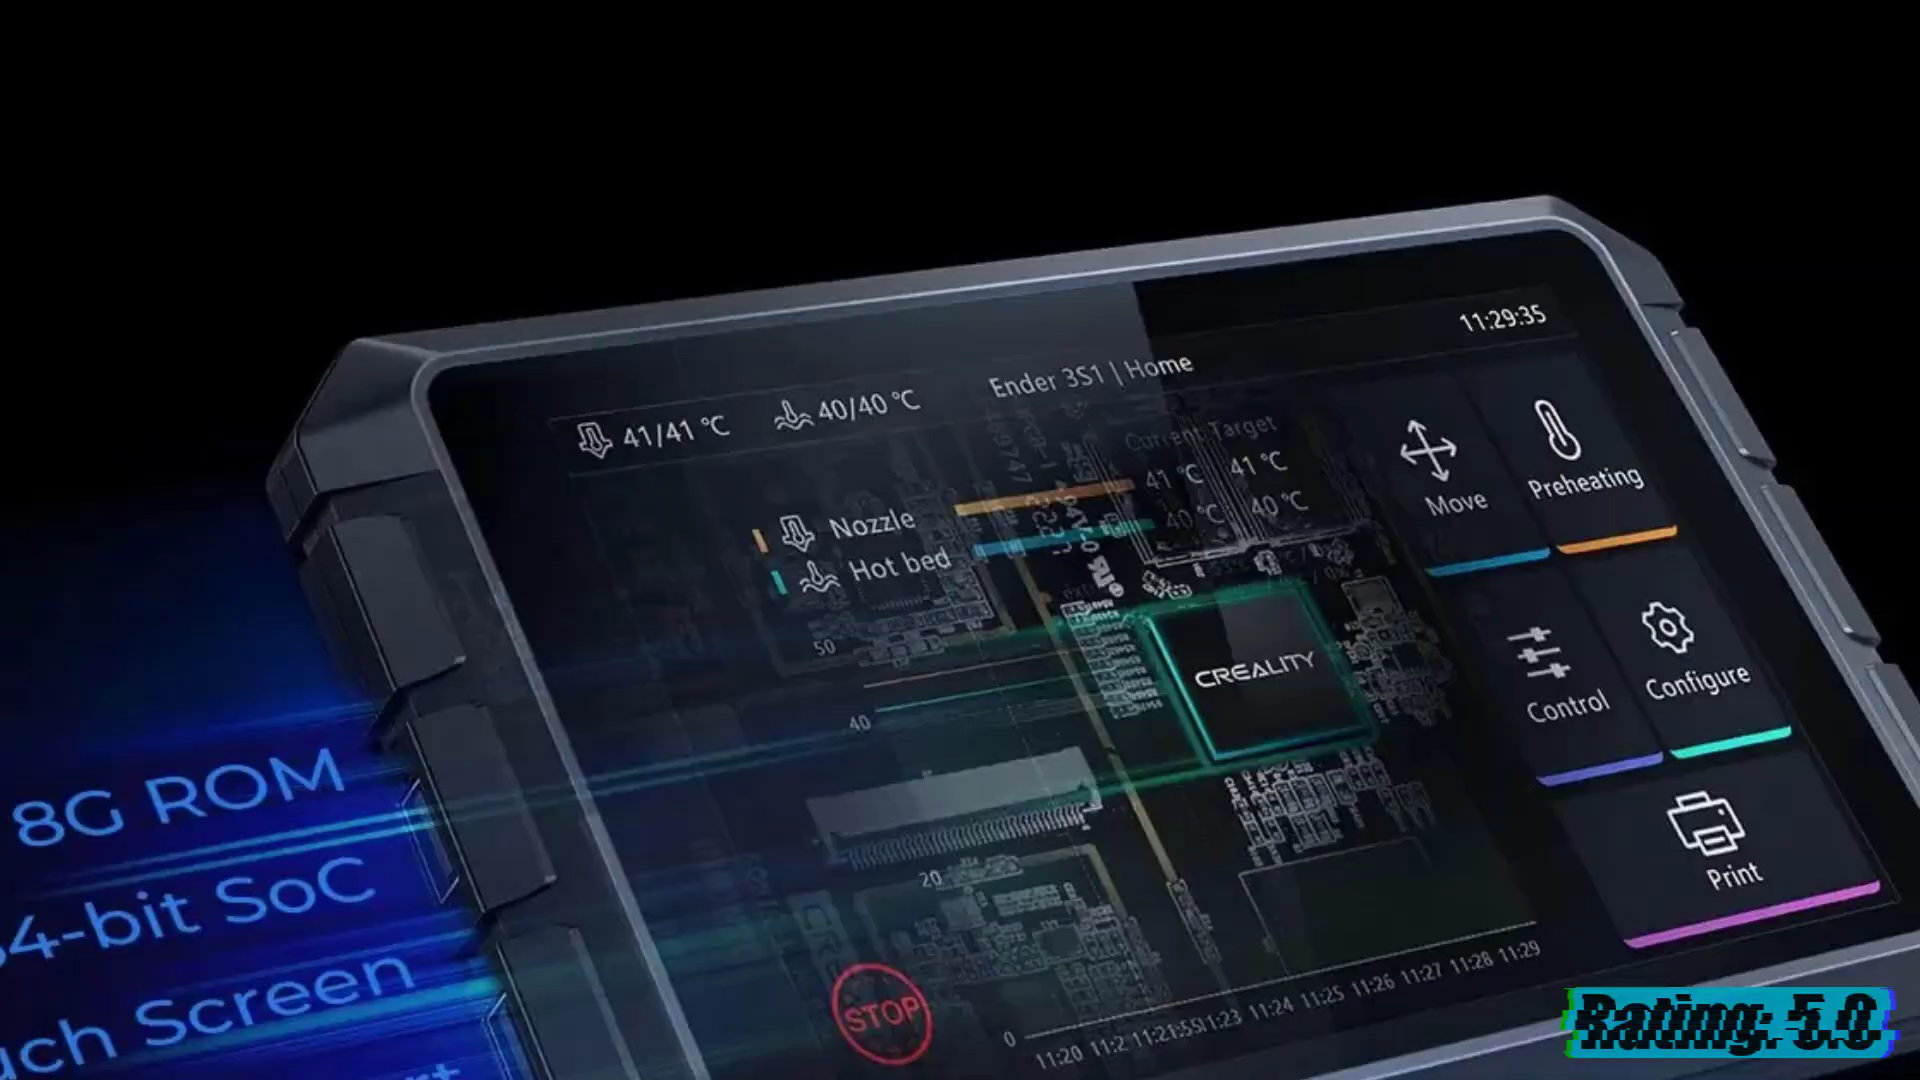 11:29:35
Ender 3S1 | Home
41/41 °C
40/40 °C
Current Target
Nozzle
41 °C 41 °C
Hot bed
40 °C 40 °C
Move
Preheating
Control
Configure
Print
CREALITY
50
40
20
0
STOP
11:20 11:2 11:21:55 11:23 11:24 11:25 11:26 11:27 11:28 11:29
8G ROM
4-bit SoC
uch Screen
Rating: 5.0